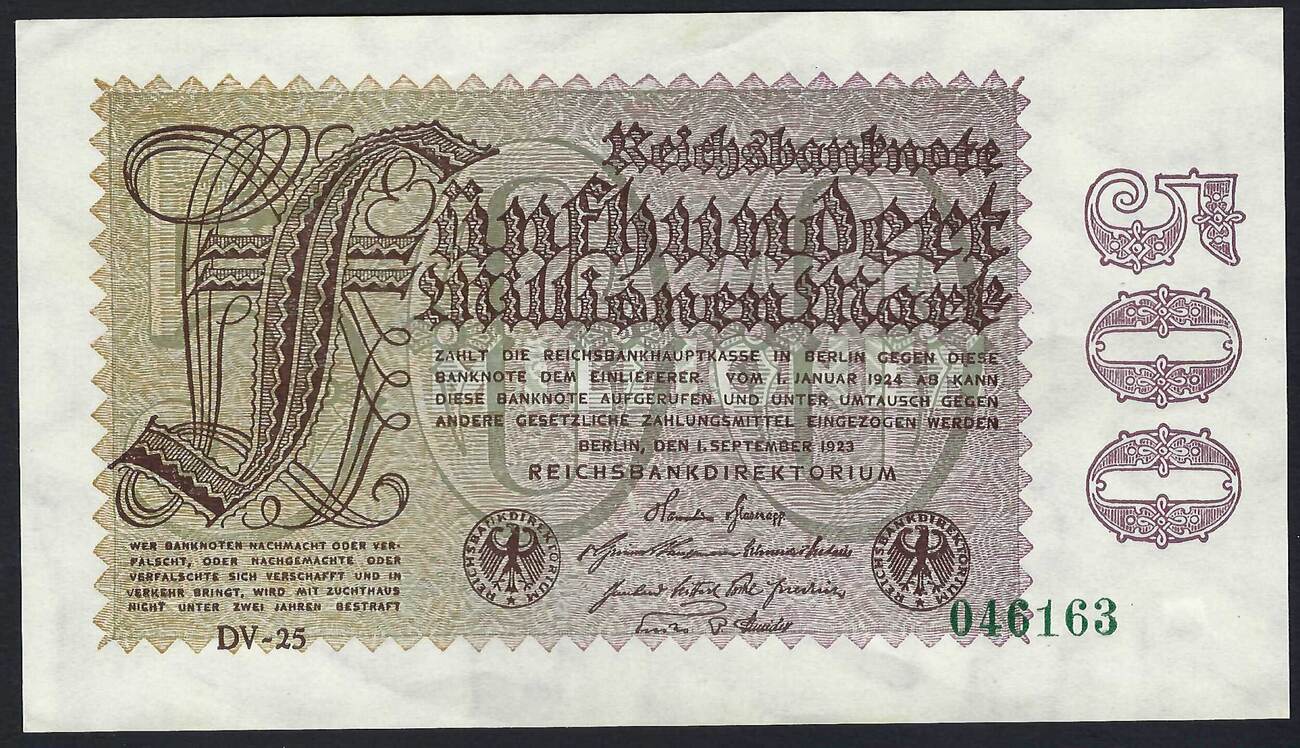 Reichsbanknote
Fünfhundert
Millionen Mark
ZAHLT DIE REICHSBANKHAUPTKASSE IN BERLIN GEGEN DIESE
BANKNOTE DEM EINLIEFERER. VOM 1. JANUAR 1924 AB KANN
DIESE BANKNOTE AUFGERUFEN UND UNTER UMTAUSCH GEGEN
ANDERE GESETZLICHE ZAHLUNGSMITTEL EINGEZOGEN WERDEN
BERLIN, DEN 1. SEPTEMBER 1923
REICHSBANKDIREKTORIUM
REICHSBANKDIREKTORIUM
REICHSBANKDIREKTORIUM
WER BANKNOTEN NACHMACHT ODER VER-
FÄLSCHT, ODER NACHGEMACHTE ODER
VERFÄLSCHTE SICH VERSCHAFFT UND IN
VERKEHR BRINGT, WIRD MIT ZUCHTHAUS
NICHT UNTER ZWEI JAHREN BESTRAFT
DV-25
046163
500